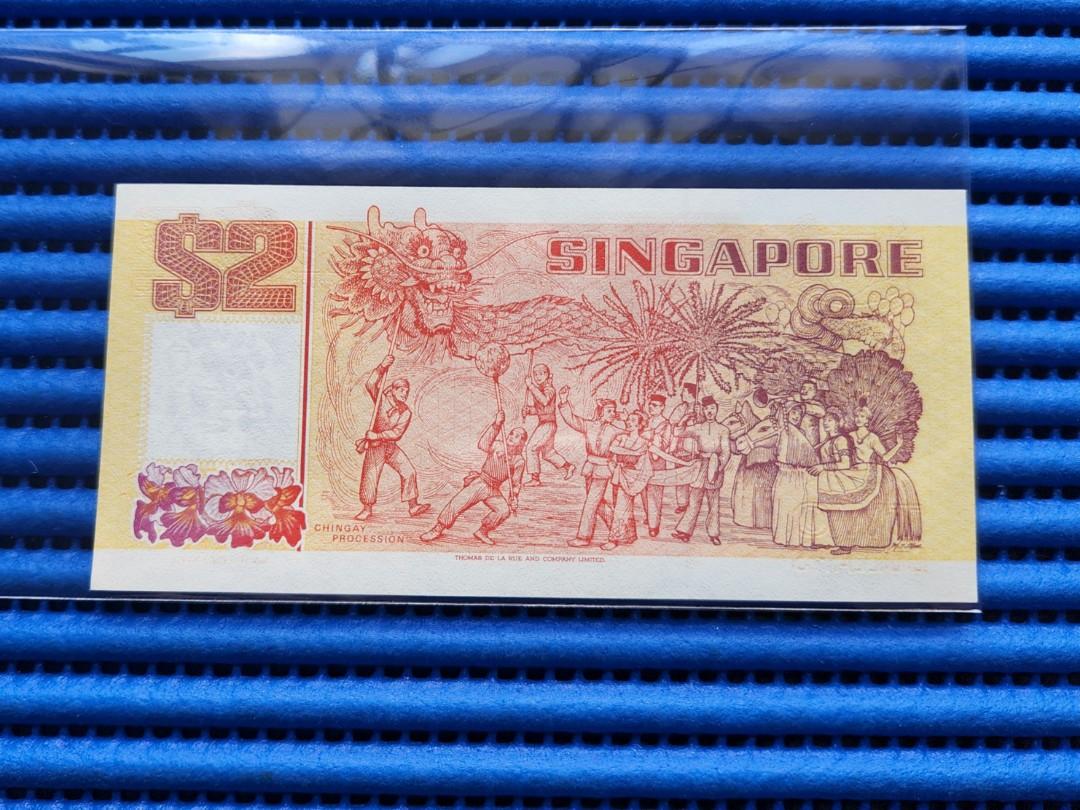 $2
SINGAPORE
CHINGAY
PROCESSION
THOMAS DE LA RUE AND COMPANY LIMITED.